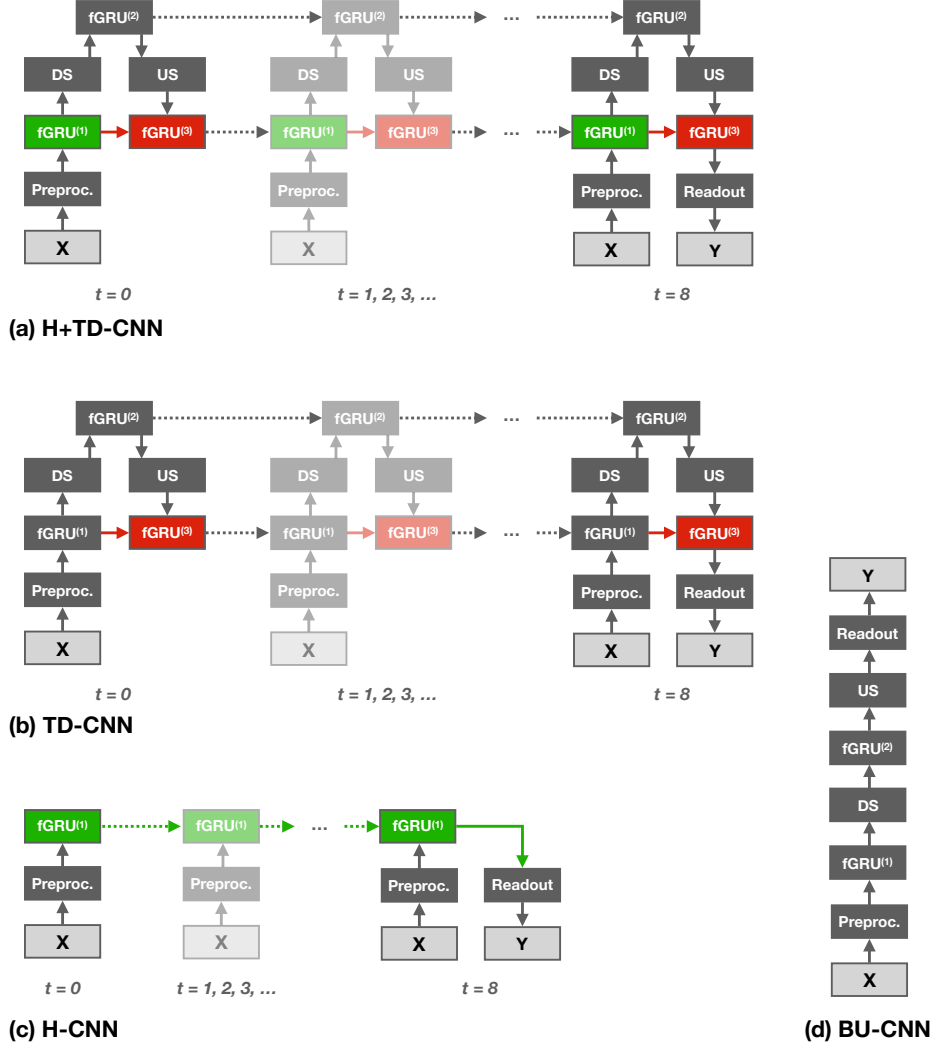 fGRU(2) fGRU(2) ... fGRU(2)
DS US DS US DS US
fGRU(1) fGRU(3) fGRU(1) fGRU(3) ... fGRU(1) fGRU(3)
Preproc. Preproc. Preproc. Readout
X X X Y
t = 0 t = 1, 2, 3, ... t = 8
(a) H+TD-CNN
fGRU(2) fGRU(2) ... fGRU(2)
DS US DS US DS US
fGRU(1) fGRU(3) fGRU(1) fGRU(3) ... fGRU(1) fGRU(3)
Preproc. Preproc. Preproc. Readout
X X X Y
t = 0 t = 1, 2, 3, ... t = 8
(b) TD-CNN
fGRU(1) fGRU(1) ... fGRU(1)
Preproc. Preproc. Preproc. Readout
X X X Y
t = 0 t = 1, 2, 3, ... t = 8
(c) H-CNN
Y
Readout
US
fGRU(2)
DS
fGRU(1)
Preproc.
X
(d) BU-CNN